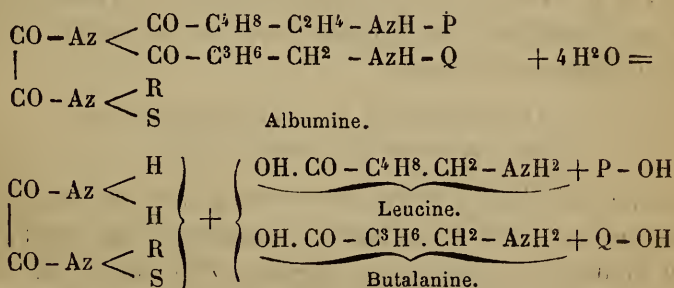 CO – C⁴H⁸ – C²H⁴ – AzH – P
CO – Az <
CO – C³H⁶ – CH² – AzH – Q
+ 4 H²O =
CO – Az < R
S
Albumine.
H
CO – Az <
H
CO – Az < R
S
+
OH. CO – C⁴H⁸. CH² – AzH² + P – OH
Leucine.
OH. CO – C³H⁶. CH² – AzH² + Q – OH
Butalanine.